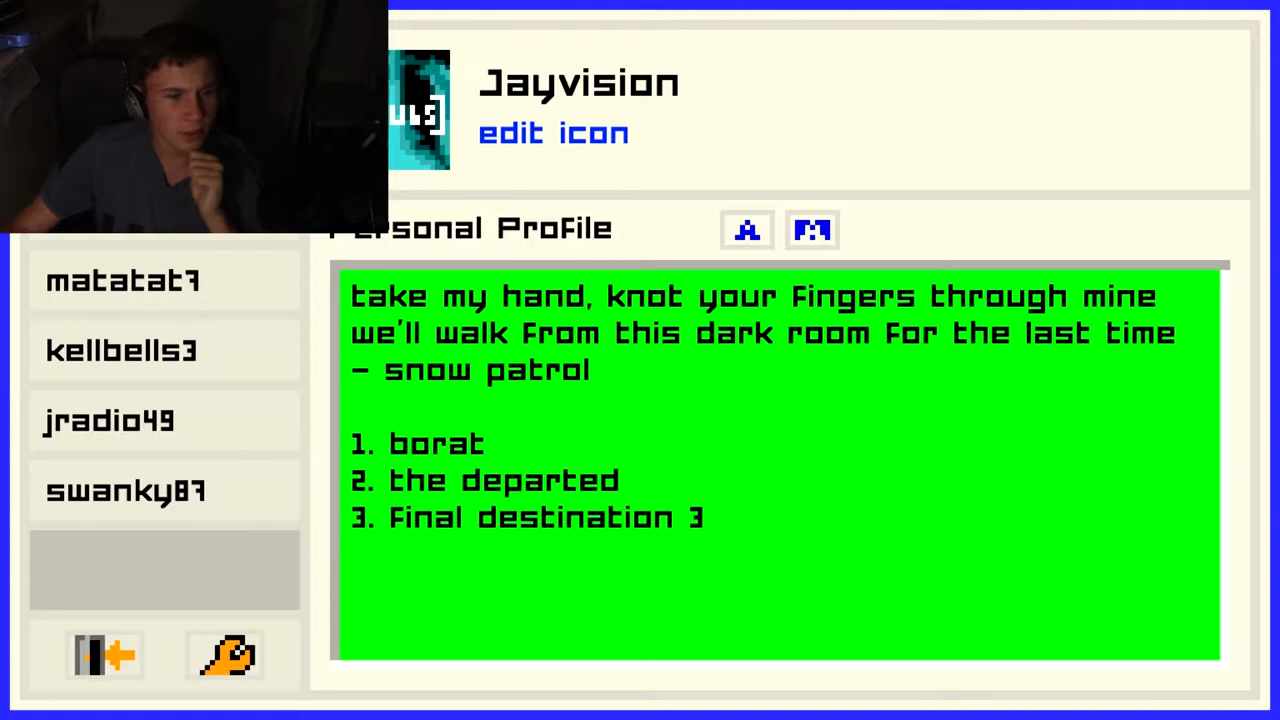 Jayvision
edit icon
Personal Profile
A
matatat7
kellbells3
jradio49
swanky87
take my hand, knot your fingers through mine
we'll walk from this dark room for the last time
- snow patrol
1. borat
2. the departed
3. final destination 3